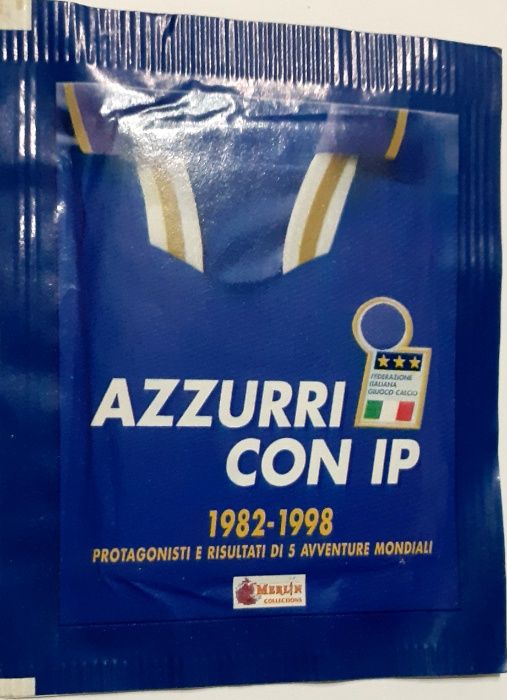 FEDERAZIONE
ITALIANA
GIUOCO CALCIO
AZZURRI
CON IP
1982-1998
PROTAGONISTI E RISULTATI DI 5 AVVENTURE MONDIALI
MERLIN
COLLECTIONS